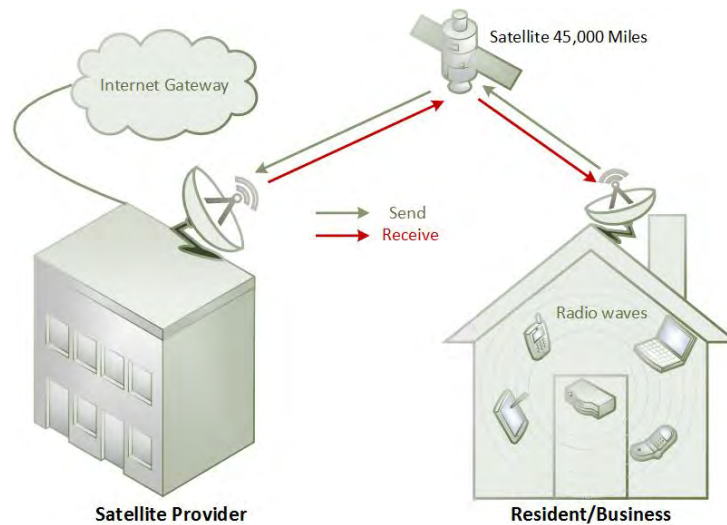 Satellite 45,000 Miles
Internet Gateway
Send
Receive
Radio waves
Satellite Provider
Resident/Business